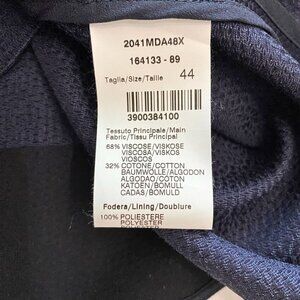 2041MDA48X
164133 - 89
Taglia/Size/Taille 44
3900384100
Tessuto Principale/Main
Fabric/Tissu Principal
68% VISCOSE/VISKOSE
VISCOSA/VISKOS
VIOSCOS
32% COTONE/COTTON
BAUMWOLLE/ALGODON
ALGODAO/COTON
KATOEN/BOMULL
CADAS/BOMULD
Fodera/Lining/Doublure
100% POLIESTERE
POLYESTER